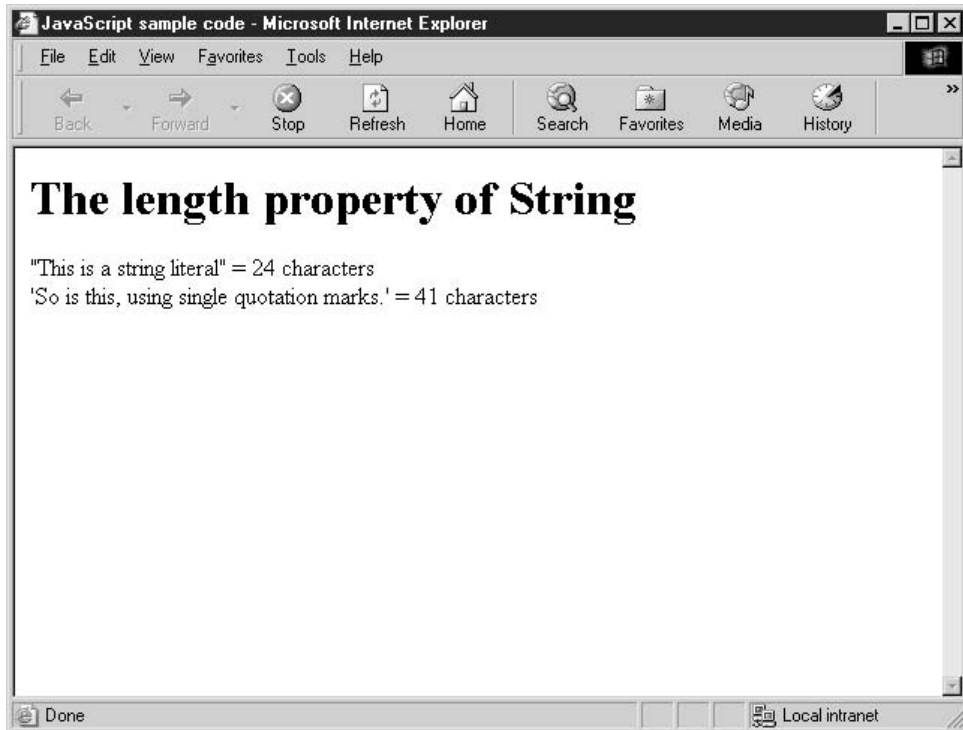 JavaScript sample code - Microsoft Internet Explorer
File Edit View Favorites Tools Help
Back Forward Stop Refresh Home Search Favorites Media History »
The length property of String
"This is a string literal" = 24 characters
'So is this, using single quotation marks.' = 41 characters
Done Local intranet